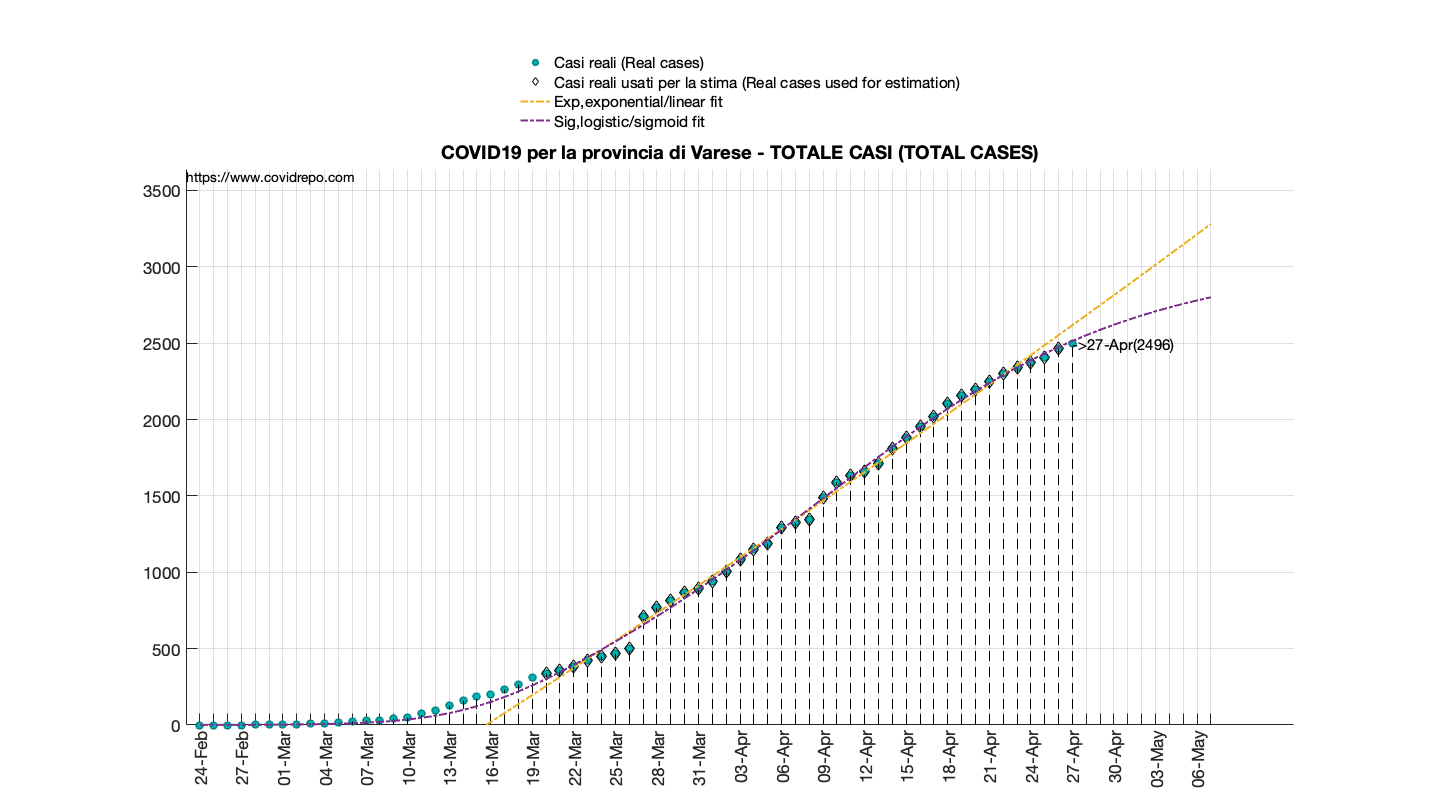 Casi reali (Real cases)
Casi reali usati per la stima (Real cases used for estimation)
Exp,exponential/linear fit
Sig,logistic/sigmoid fit
COVID19 per la provincia di Varese - TOTALE CASI (TOTAL CASES)
https://www.covidrepo.com
3500
3000
2500
2000
1500
1000
500
0
>27-Apr(2496)
24-Feb
27-Feb
01-Mar
04-Mar
07-Mar
10-Mar
13-Mar
16-Mar
19-Mar
22-Mar
25-Mar
28-Mar
31-Mar
03-Apr
06-Apr
09-Apr
12-Apr
15-Apr
18-Apr
21-Apr
24-Apr
27-Apr
30-Apr
03-May
06-May